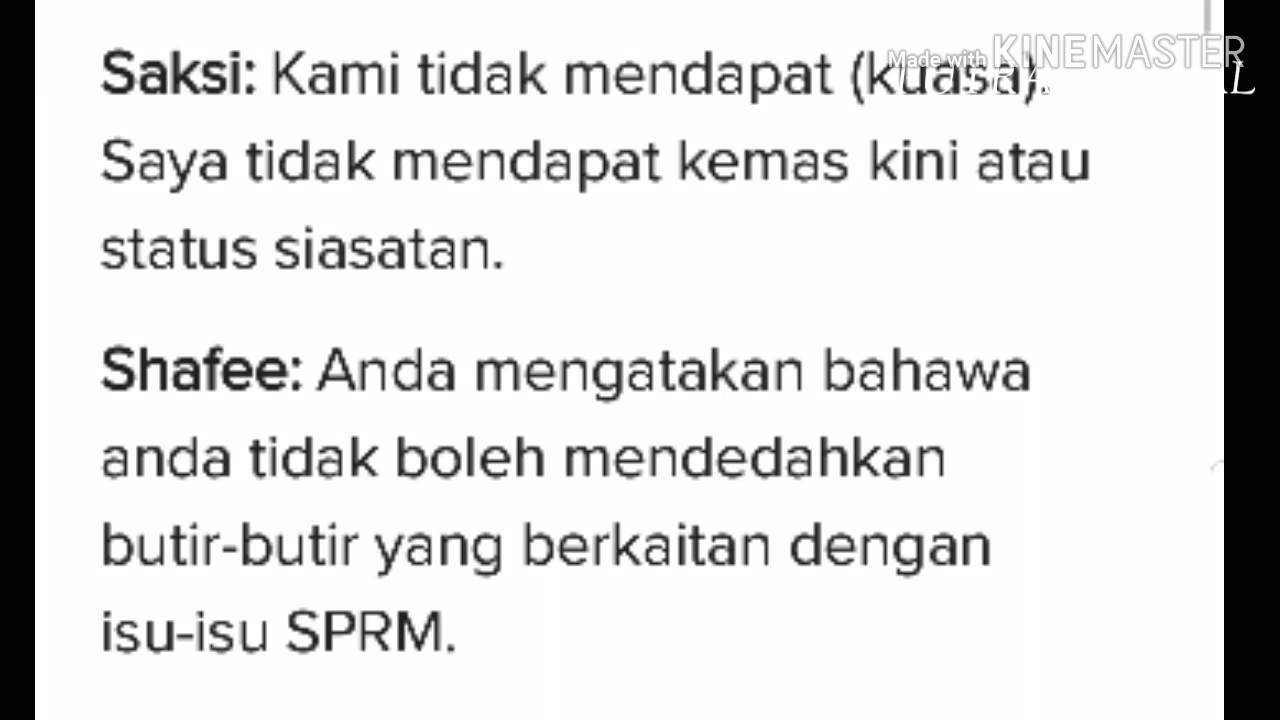 Made with KINEMASTER
Saksi: Kami tidak mendapat (kuasa).
Saya tidak mendapat kemas kini atau
status siasatan.
Shafee: Anda mengatakan bahawa
anda tidak boleh mendedahkan
butir-butir yang berkaitan dengan
isu-isu SPRM.